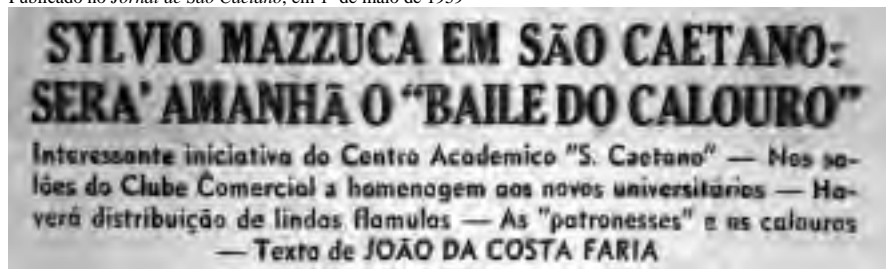 Publicado no Jornal de São Caetano, em 1º de maio de 1959
SYLVIO MAZZUCA EM SÃO CAETANO:
SERA' AMANHÃ O "BAILE DO CALOURO"
Interessante iniciativa do Centro Academico "S. Caetano" — Nos sa-
lões do Clube Comercial a homenagem aos novos universitários — Ha-
verá distribuição de lindas flamulas — As "patronesses" e os calouros
— Texto de JOÃO DA COSTA FARIA